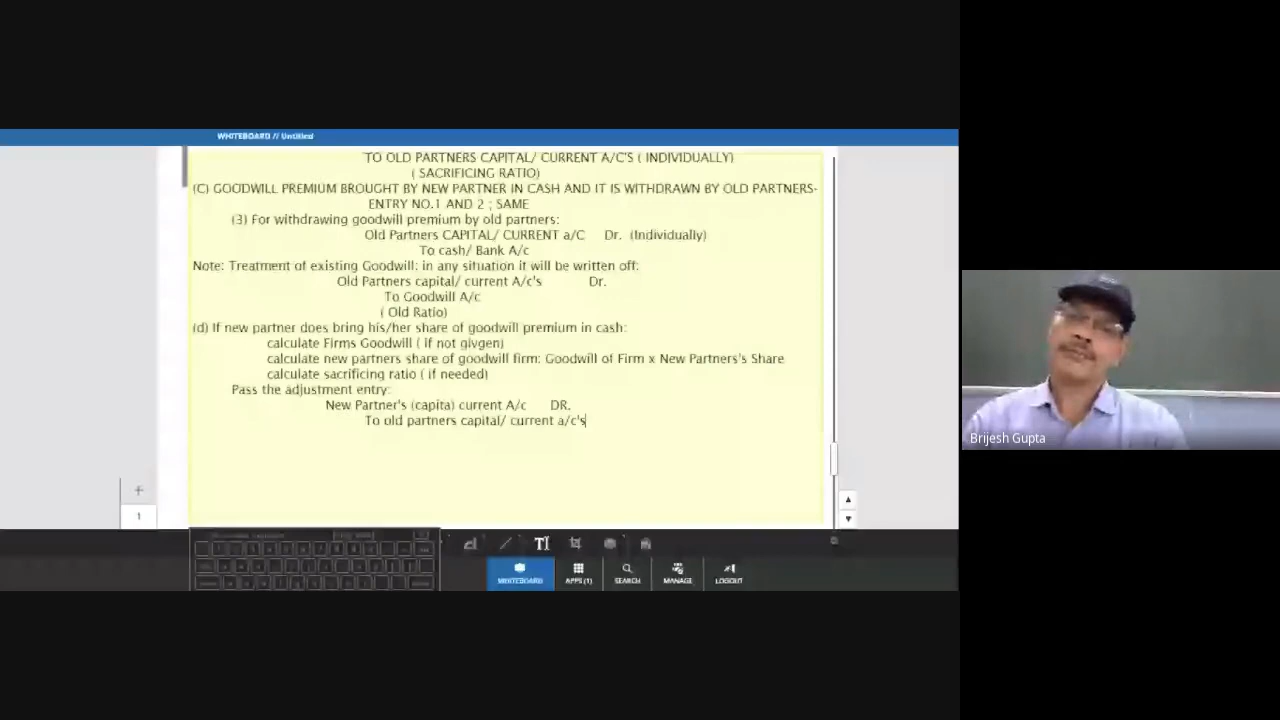 WHITEBOARD // Untitled
TO OLD PARTNERS CAPITAL/ CURRENT A/C'S ( INDIVIDUALLY)
( SACRIFICING RATIO)
(C) GOODWILL PREMIUM BROUGHT BY NEW PARTNER IN CASH AND IT IS WITHDRAWN BY OLD PARTNERS-
ENTRY NO.1 AND 2 ; SAME
(3) For withdrawing goodwill premium by old partners:
Old Partners CAPITAL/ CURRENT a/C Dr. (Individually)
To cash/ Bank A/c
Note: Treatment of existing Goodwill: in any situation it will be written off:
Old Partners capital/ current A/c's Dr.
To Goodwill A/c
( Old Ratio)
(d) If new partner does bring his/her share of goodwill premium in cash:
calculate Firms Goodwill ( if not givgen)
calculate new partners share of goodwill firm: Goodwill of Firm x New Partners's Share
calculate sacrificing ratio ( if needed)
Pass the adjustment entry:
New Partner's (capita) current A/c DR.
To old partners capital/ current a/c's
Brijesh Gupta
1
WHITEBOARD APPS (1) SEARCH MANAGE LOGOUT